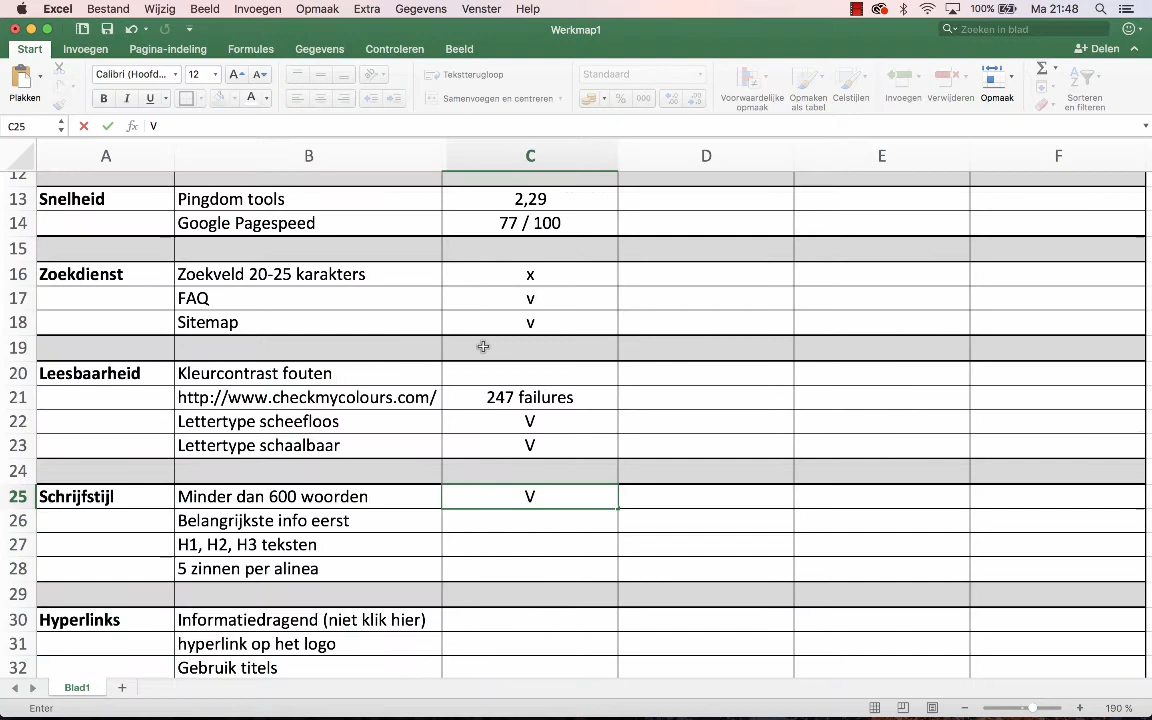 Excel Bestand Wijzig Beeld Invoegen Opmaak Extra Gegevens Venster Help 100% Ma 21:48
Werkmap1 Zoeken in blad
Start Invoegen Pagina-indeling Formules Gegevens Controleren Beeld Delen
Plakken Calibri (Hoofd... 12 A A Tekstterugloop Standaard
B I U A Samenvoegen en centreren % 000 Voorwaardelijke opmaak Opmaken als tabel Celstijlen Invoegen Verwijderen Opmaak Sorteren en filteren
C25 fx V
A B C D E F
12
13 Snelheid Pingdom tools 2,29
14 Google Pagespeed 77 / 100
15
16 Zoekdienst Zoekveld 20-25 karakters x
17 FAQ v
18 Sitemap v
19
20 Leesbaarheid Kleurcontrast fouten
21 http://www.checkmycolours.com/ 247 failures
22 Lettertype scheefloos V
23 Lettertype schaalbaar V
24
25 Schrijfstijl Minder dan 600 woorden V
26 Belangrijkste info eerst
27 H1, H2, H3 teksten
28 5 zinnen per alinea
29
30 Hyperlinks Informatiedragend (niet klik hier)
31 hyperlink op het logo
32 Gebruik titels
Blad1
Enter 190 %